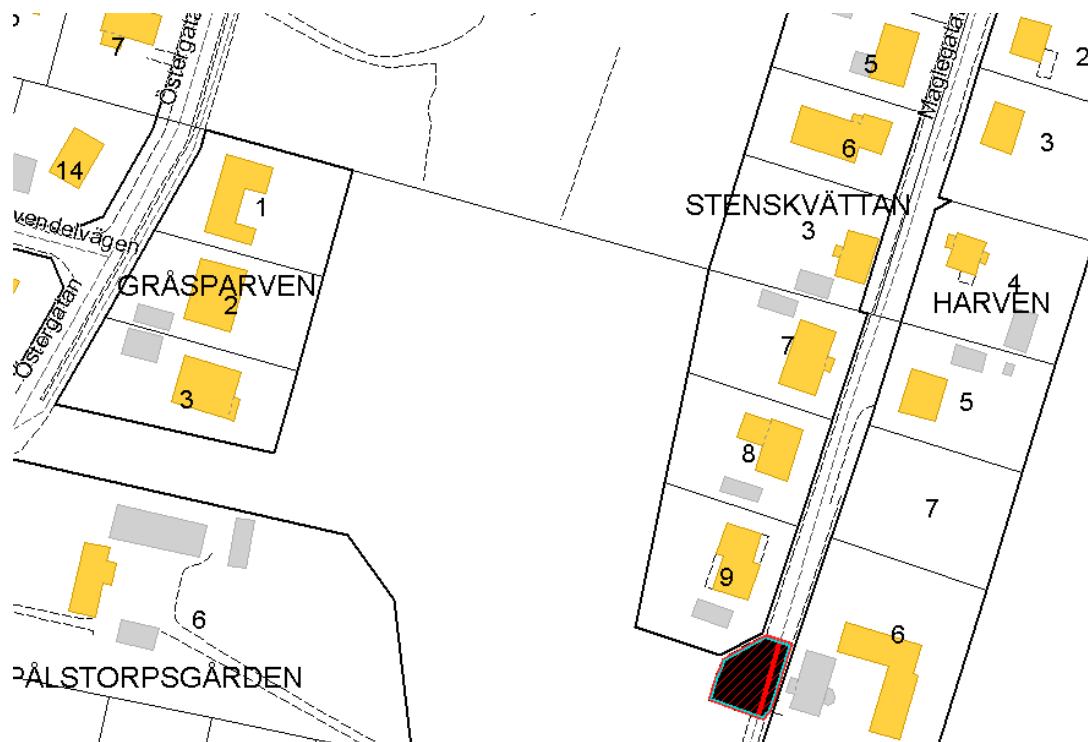 7
Östergatan
14
vendelvägen
Östergatan
1
GRÅSPARVEN
2
3
6
PÅLSTORPSGÅRDEN
5
6
STENSKVÄTTAN
3
7
8
9
Maglegatan
2
3
4
HARVEN
5
7
6